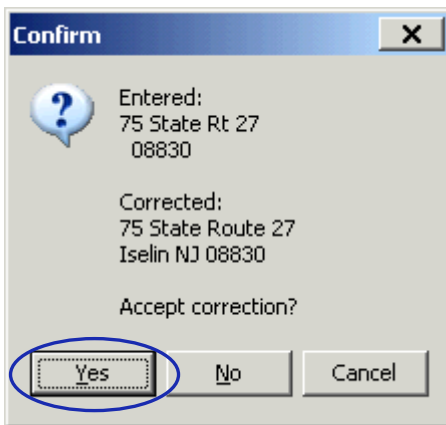 Confirm
Entered:
75 State Rt 27
08830
Corrected:
75 State Route 27
Iselin NJ 08830
Accept correction?
Yes No Cancel